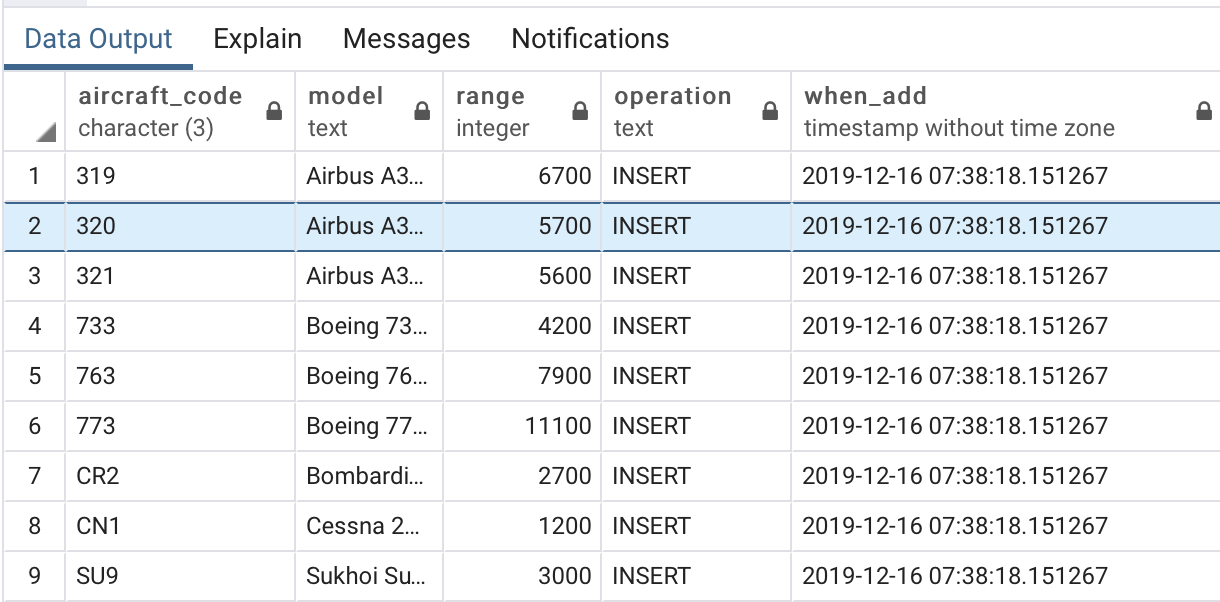 Data Output Explain Messages Notifications
aircraft_code model range operation when_add
character (3) text integer text timestamp without time zone
1 319 Airbus A3... 6700 INSERT 2019-12-16 07:38:18.151267
2 320 Airbus A3... 5700 INSERT 2019-12-16 07:38:18.151267
3 321 Airbus A3... 5600 INSERT 2019-12-16 07:38:18.151267
4 733 Boeing 73... 4200 INSERT 2019-12-16 07:38:18.151267
5 763 Boeing 76... 7900 INSERT 2019-12-16 07:38:18.151267
6 773 Boeing 77... 11100 INSERT 2019-12-16 07:38:18.151267
7 CR2 Bombardi... 2700 INSERT 2019-12-16 07:38:18.151267
8 CN1 Cessna 2... 1200 INSERT 2019-12-16 07:38:18.151267
9 SU9 Sukhoi Su... 3000 INSERT 2019-12-16 07:38:18.151267